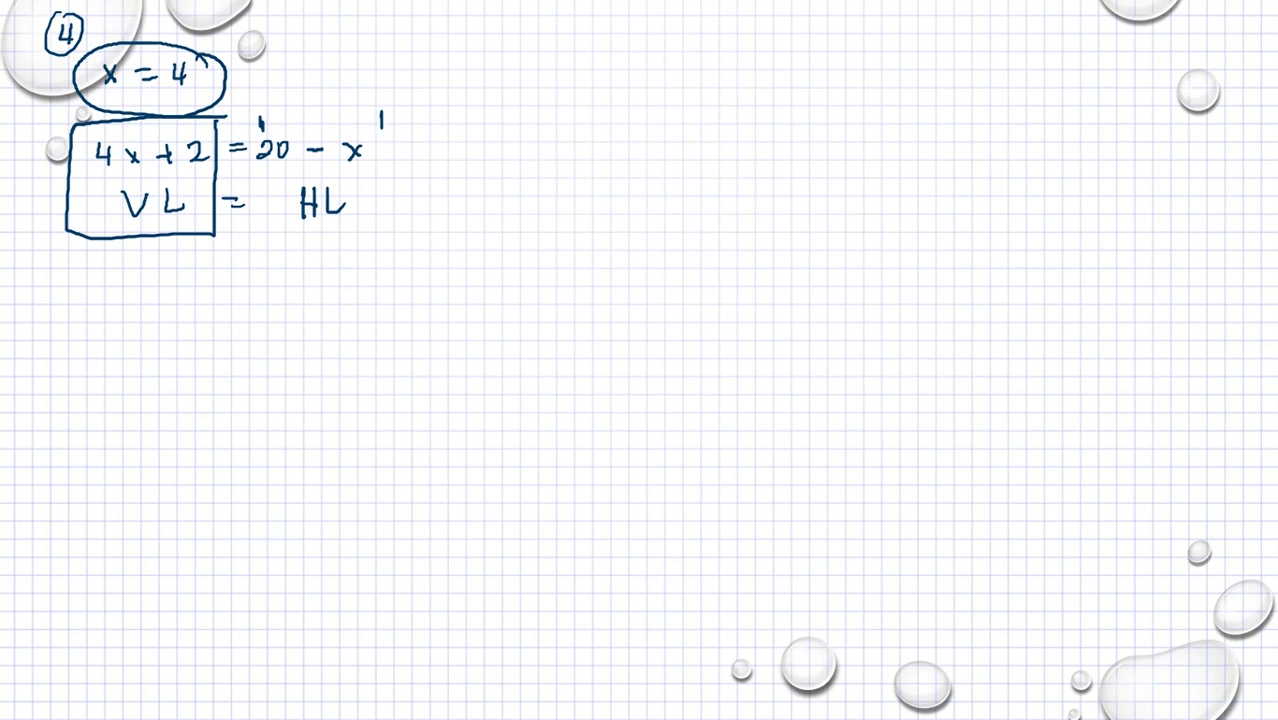 4
x = 4
4x + 2 = 20 - x
VL = HL